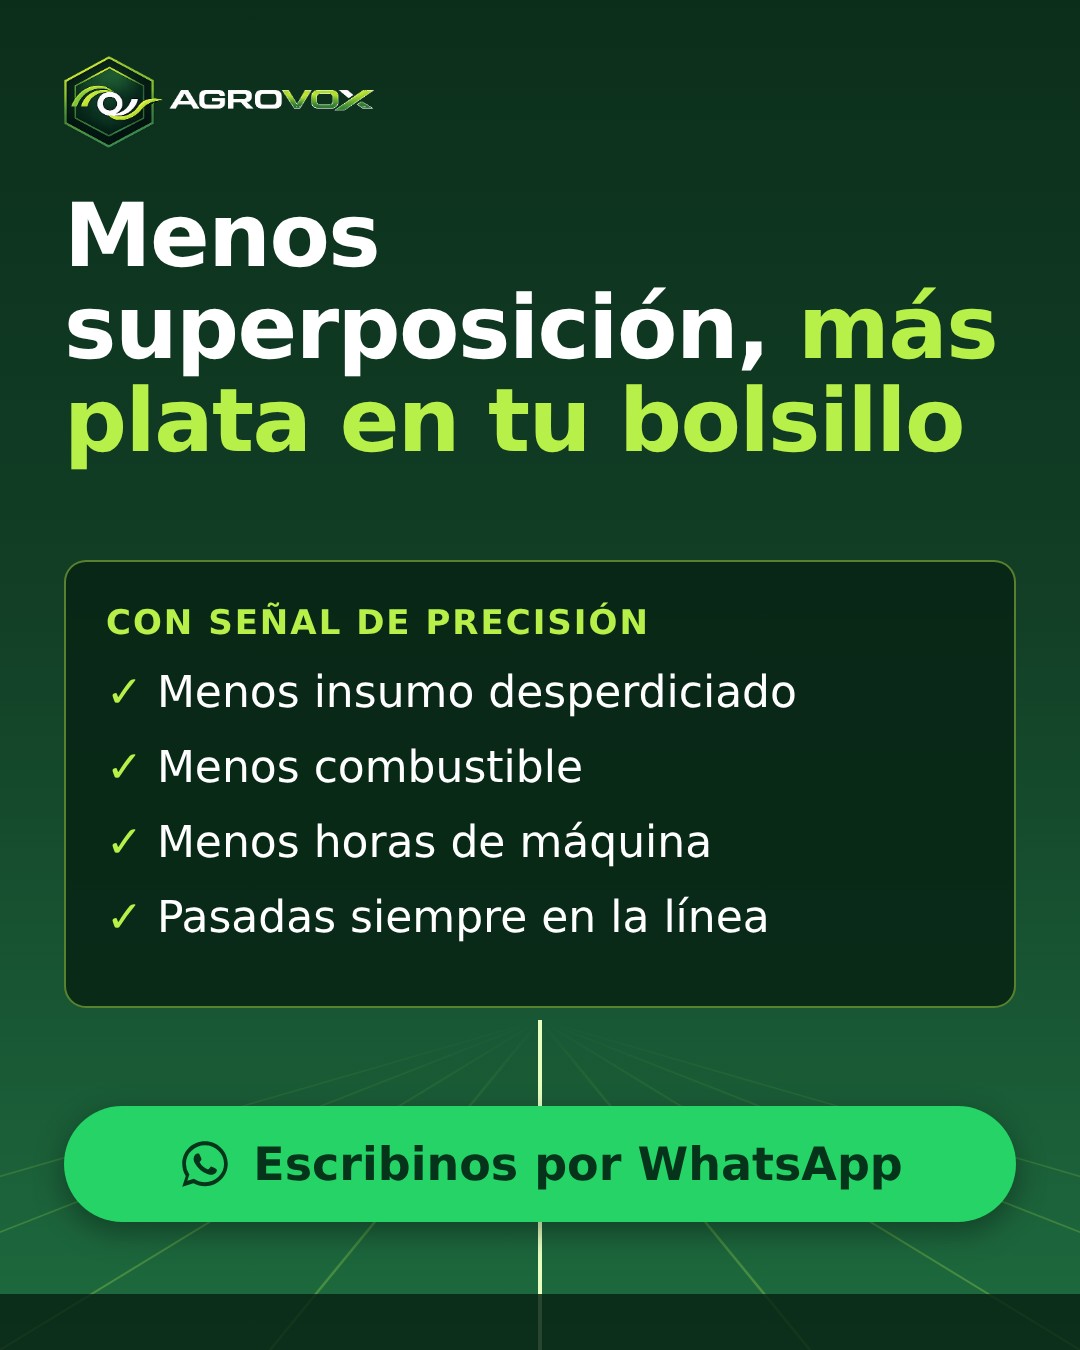 AGROVOX
Menos
superposición, más
plata en tu bolsillo
CON SEÑAL DE PRECISIÓN
✓ Menos insumo desperdiciado
✓ Menos combustible
✓ Menos horas de máquina
✓ Pasadas siempre en la línea
Escribinos por WhatsApp